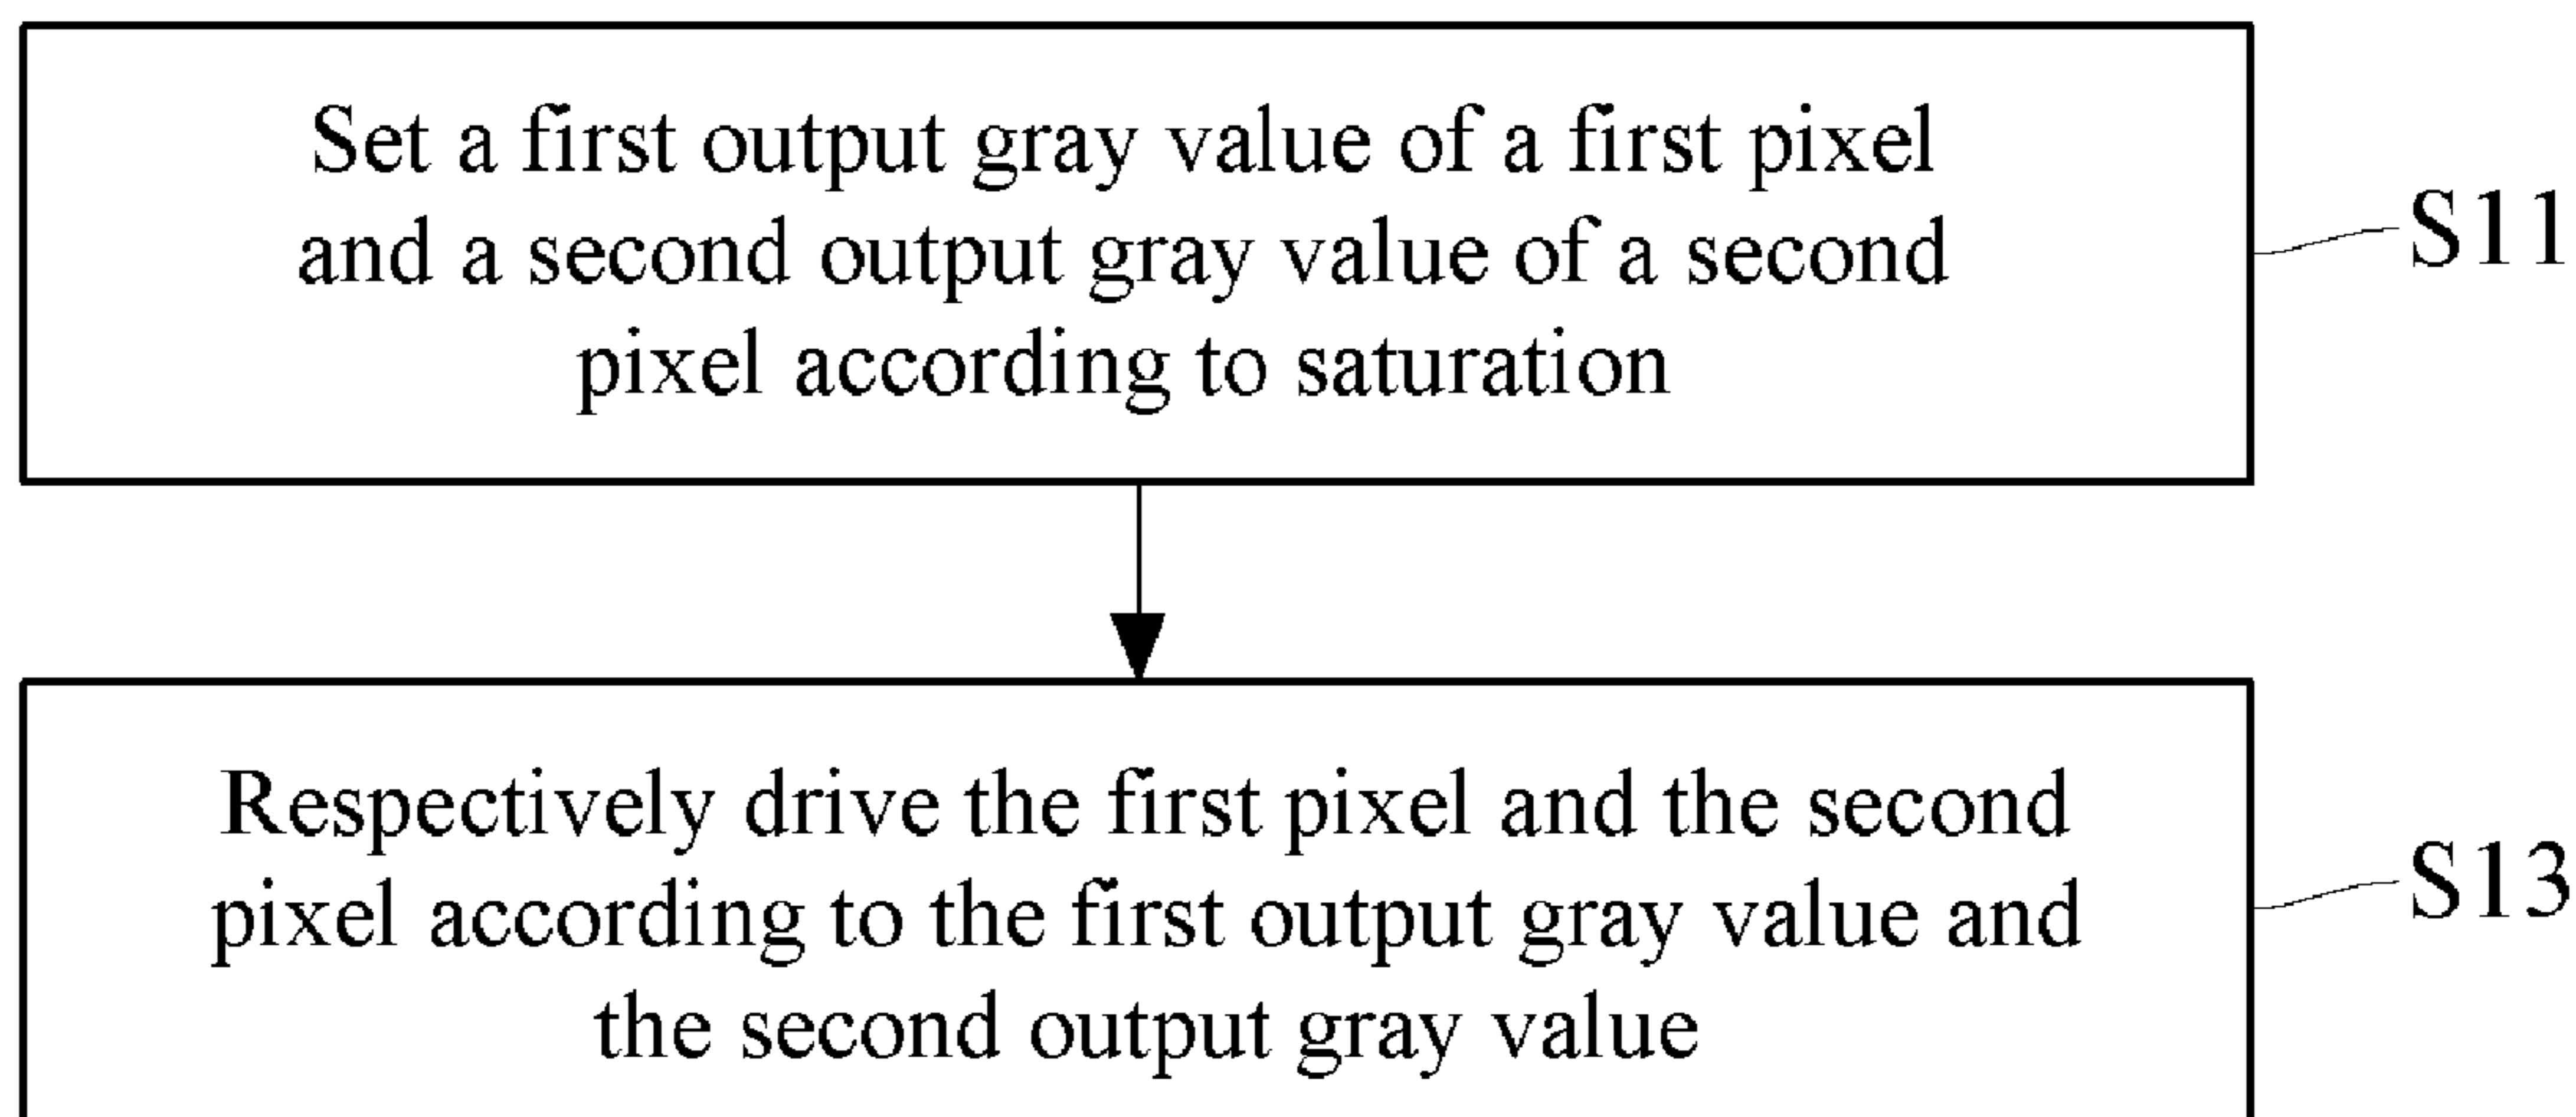 Set a first output gray value of a first pixel
and a second output gray value of a second
pixel according to saturation
S11
Respectively drive the first pixel and the second
pixel according to the first output gray value and
the second output gray value
S13